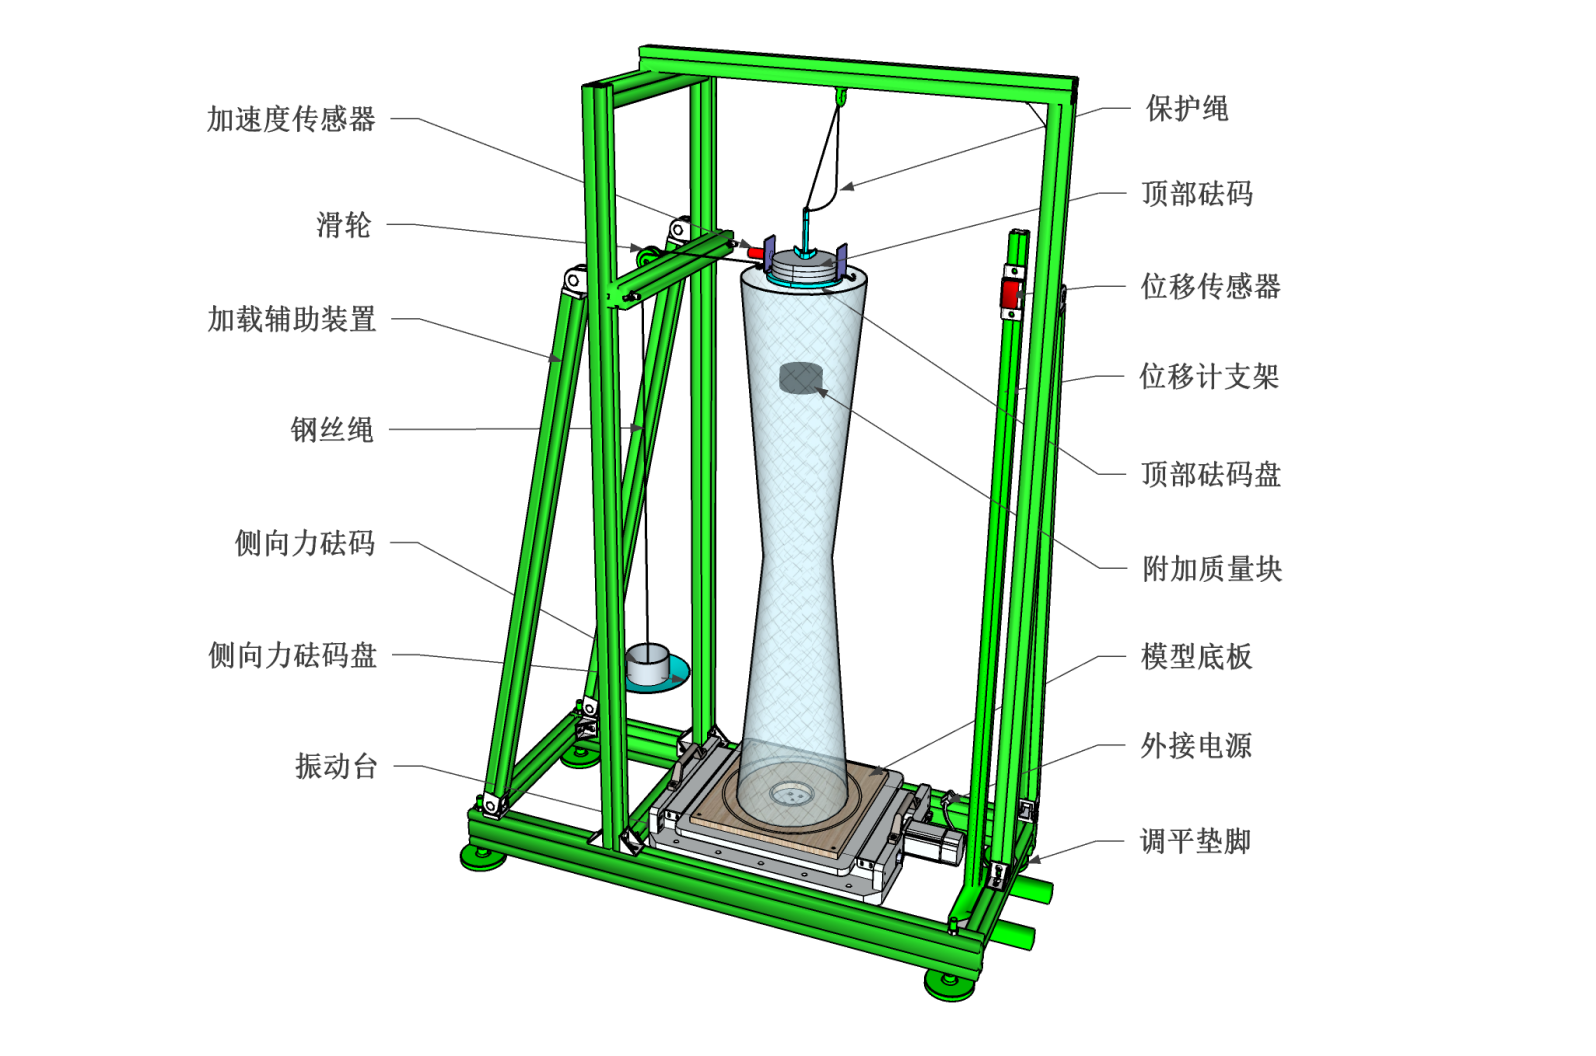 加速度传感器
滑轮
加载辅助装置
钢丝绳
侧向力砝码
侧向力砝码盘
振动台
保护绳
顶部砝码
位移传感器
位移计支架
顶部砝码盘
附加质量块
模型底板
外接电源
调平垫脚